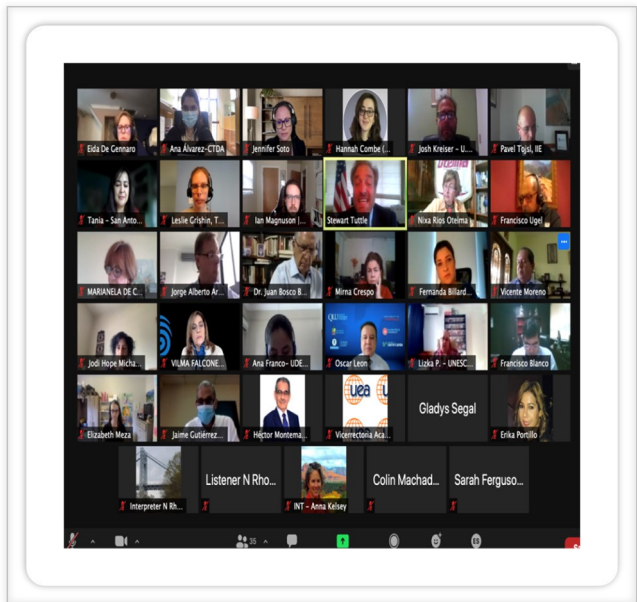 Elda De Gennaro
Ana Álvarez-CTDA
Jennifer Soto
Hannah Combe (...
Josh Kreiser - U....
Pavel Tojsl, IIE
Tania - San Anto...
Leslie Grishin, T...
Ian Magnuson |...
Stewart Tuttle
Nixa Rios Oteima
Francisco Ugel
MARIANELA DE C...
Jorge Alberto Ar...
Dr. Juan Bosco B...
Mirna Crespo
Fernanda Billard...
Vicente Moreno
Jodi Hope Micha...
VILMA FALCONE...
Ana Franco- UDE...
Oscar Leon
Lizka P. - UNESC...
Francisco Blanco
uea
Gladys Segal
Elizabeth Meza
Jaime Gutiérrez...
Héctor Montema...
Vicerrectoria Aca...
Erika Portillo
Listener N Rho...
Colin Machad...
Sarah Ferguso...
Interpreter N Rh...
INT - Anna Kelsey
35